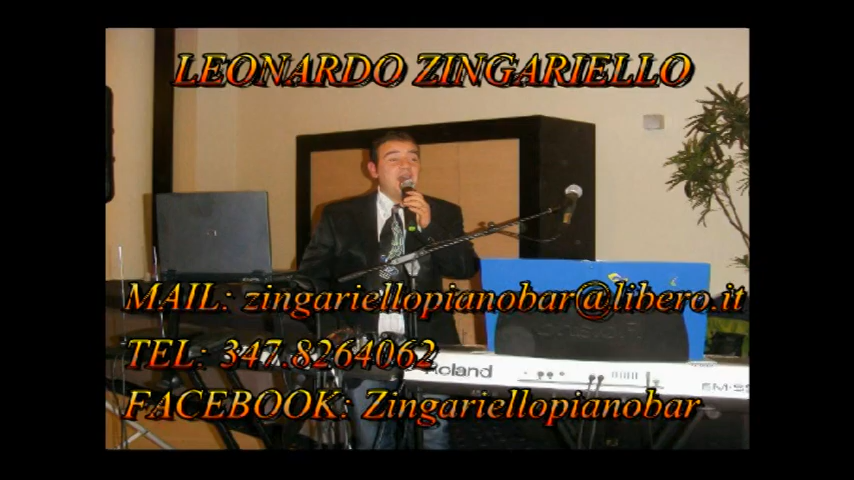 LEONARDO ZINGARIELLO
MAIL: zingariellopianobar@libero.it
TEL: 347.8264062
Roland
FACEBOOK: Zingariellopianobar